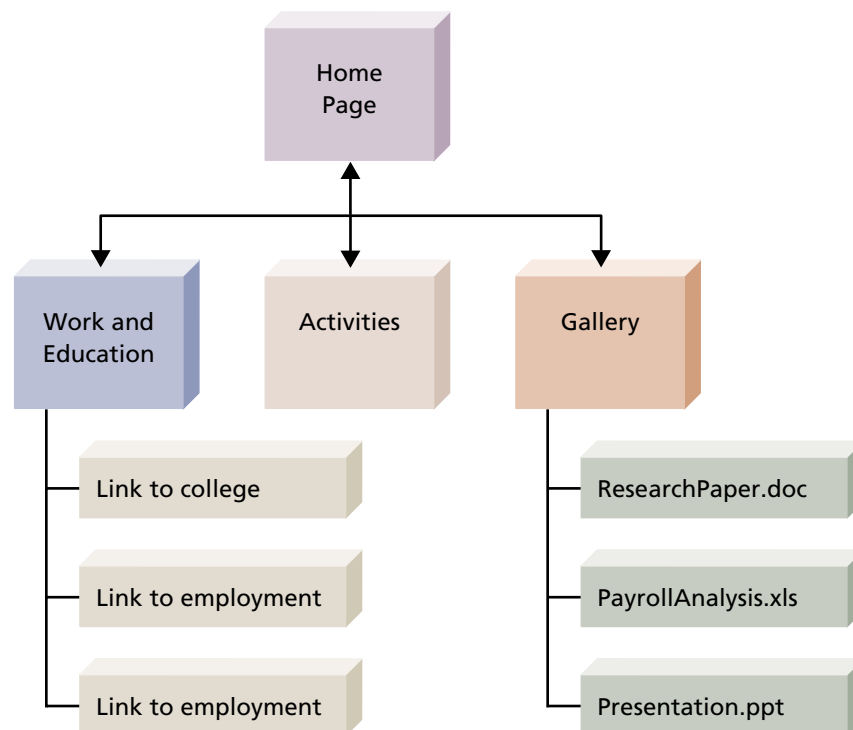 Home
Page
Work and
Education
Activities
Gallery
Link to college
Link to employment
Link to employment
ResearchPaper.doc
PayrollAnalysis.xls
Presentation.ppt